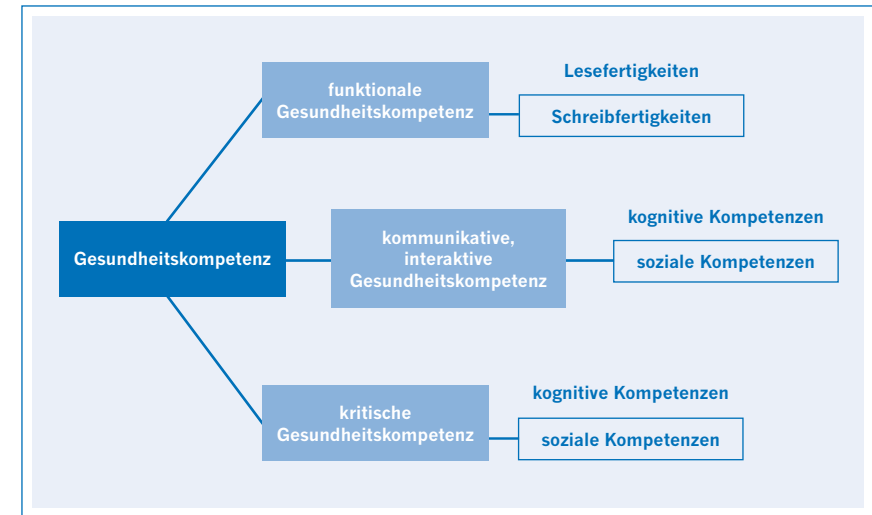 Lesefertigkeiten
funktionale
Gesundheitskompetenz
Schreibfertigkeiten
kognitive Kompetenzen
Gesundheitskompetenz
kommunikative,
interaktive
Gesundheitskompetenz
soziale Kompetenzen
kognitive Kompetenzen
kritische
Gesundheitskompetenz
soziale Kompetenzen